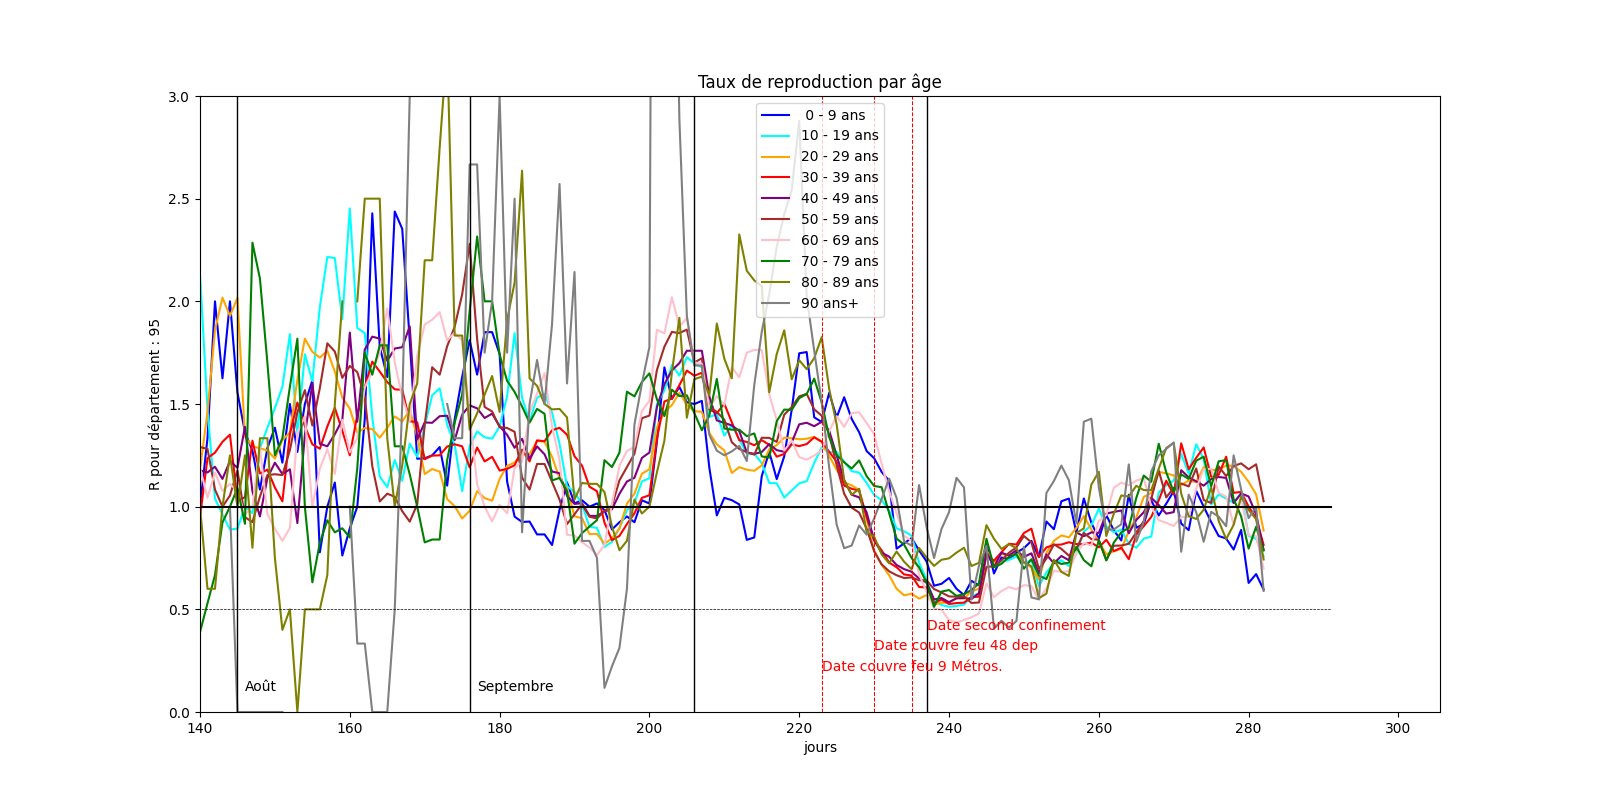 Taux de reproduction par âge
R pour département : 95
3.0
2.5
2.0
1.5
1.0
0.5
0.0
0 - 9 ans
10 - 19 ans
20 - 29 ans
30 - 39 ans
40 - 49 ans
50 - 59 ans
60 - 69 ans
70 - 79 ans
80 - 89 ans
90 ans+
Date second confinement
Date couvre feu 48 dep
Date couvre feu 9 Métros.
Août
Septembre
140 160 180 200 220 240 260 280 300
jours